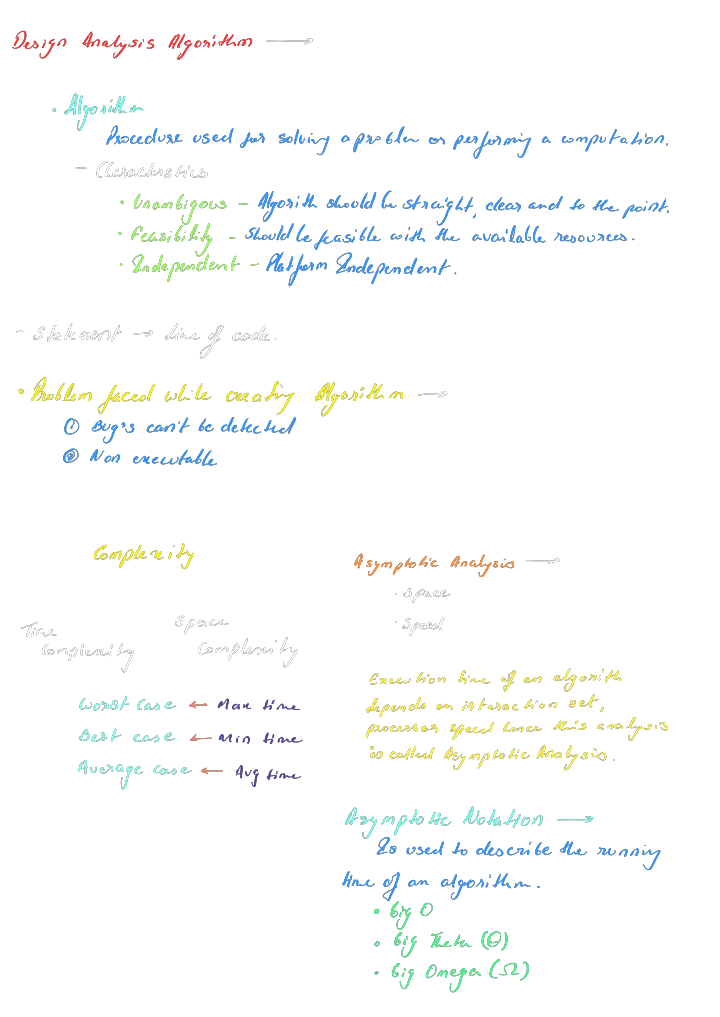 Design Analysis Algorithm →
• Algorithm
Procedure used for solving a problem or performing a computation.
– Characteristics
• Unambigous – Algorith should be straight, clear and to the point.
• Feasibility – Should be feasible with the available resources.
• Independent – Platform Independent.
– Statement → line of code.
• Problem faced while creating Algorithm →
① Bug's can't be detected
② Non executable
Complexity
Time Complexity
Space Complexity
Worst case ← Max time
Best case ← Min time
Average case ← Avg time
Asymptotic Analysis →
• Space
• Speed
Execution time of an algorith
depends on interaction set,
processor speed hence this analysis
is called Asymptotic Analysis.
Asymptotic Notation →
Is used to describe the running
time of an algorithm.
• big O
• big Theta (Θ)
• big Omega (Ω)